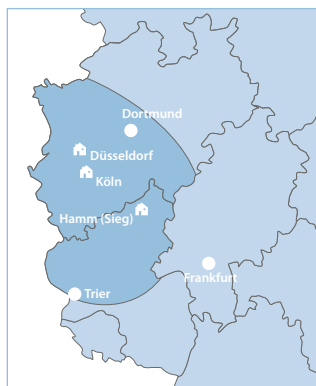 Dortmund
Düsseldorf
Köln
Hamm (Sieg)
Frankfurt
Trier